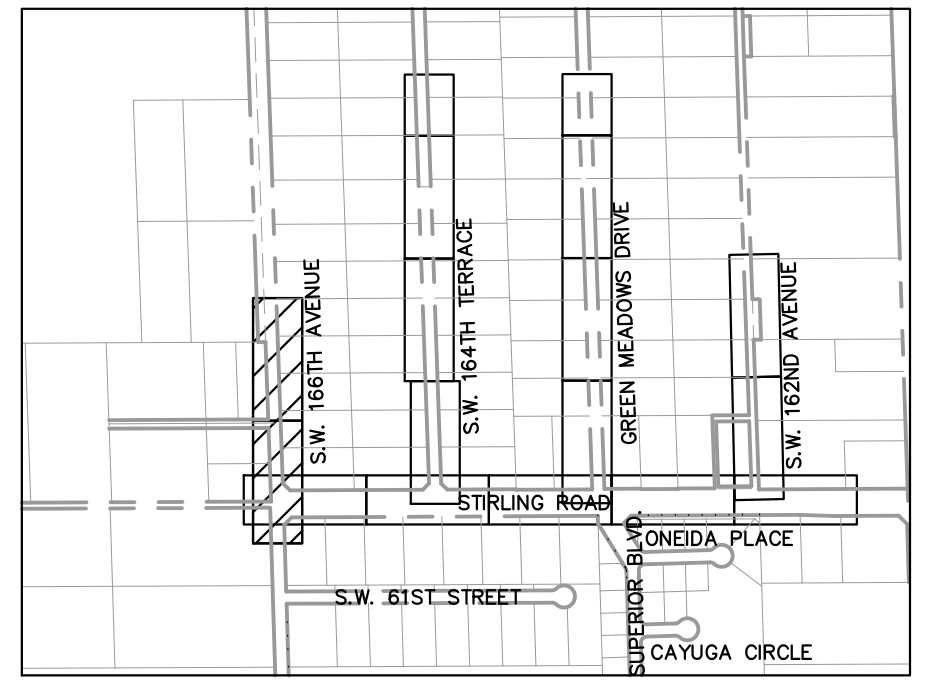 S.W. 166TH AVENUE
S.W. 164TH TERRACE
GREEN MEADOWS DRIVE
S.W. 162ND AVENUE
STIRLING ROAD
SUPERIOR BLVD.
ONEIDA PLACE
S.W. 61ST STREET
CAYUGA CIRCLE